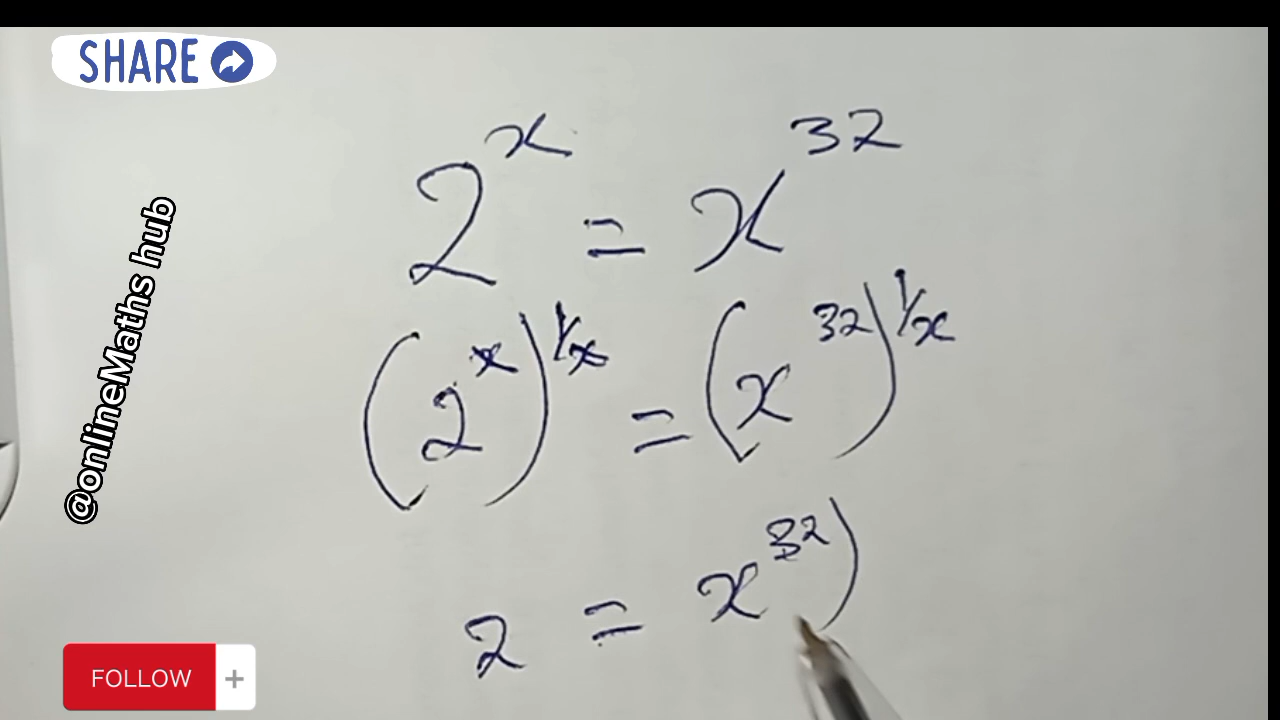 SHARE
2^x = x^32
(2^x)^1/x = (x^32)^1/x
2 = x^32)
@onlineMaths hub
FOLLOW +